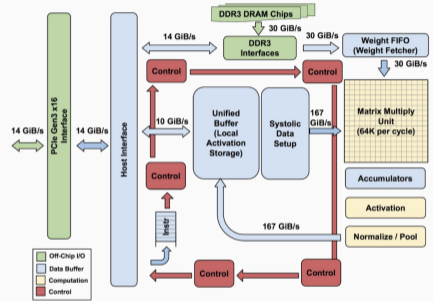 DDR3 DRAM Chips
30 GiB/s
14 GiB/s
DDR3
Interfaces
30 GiB/s
Weight FIFO
(Weight Fetcher)
Control
Control
30 GiB/s
PCIe Gen3 x16
Interface
14 GiB/s
14 GiB/s
Host Interface
10 GiB/s
Unified
Buffer
(Local
Activation
Storage)
Systolic
Data
Setup
167
GiB/s
Matrix Multiply
Unit
(64K per cycle)
Control
Accumulators
Activation
Instr
167 GiB/s
Normalize / Pool
Off-Chip I/O
Data Buffer
Computation
Control
Control
Control